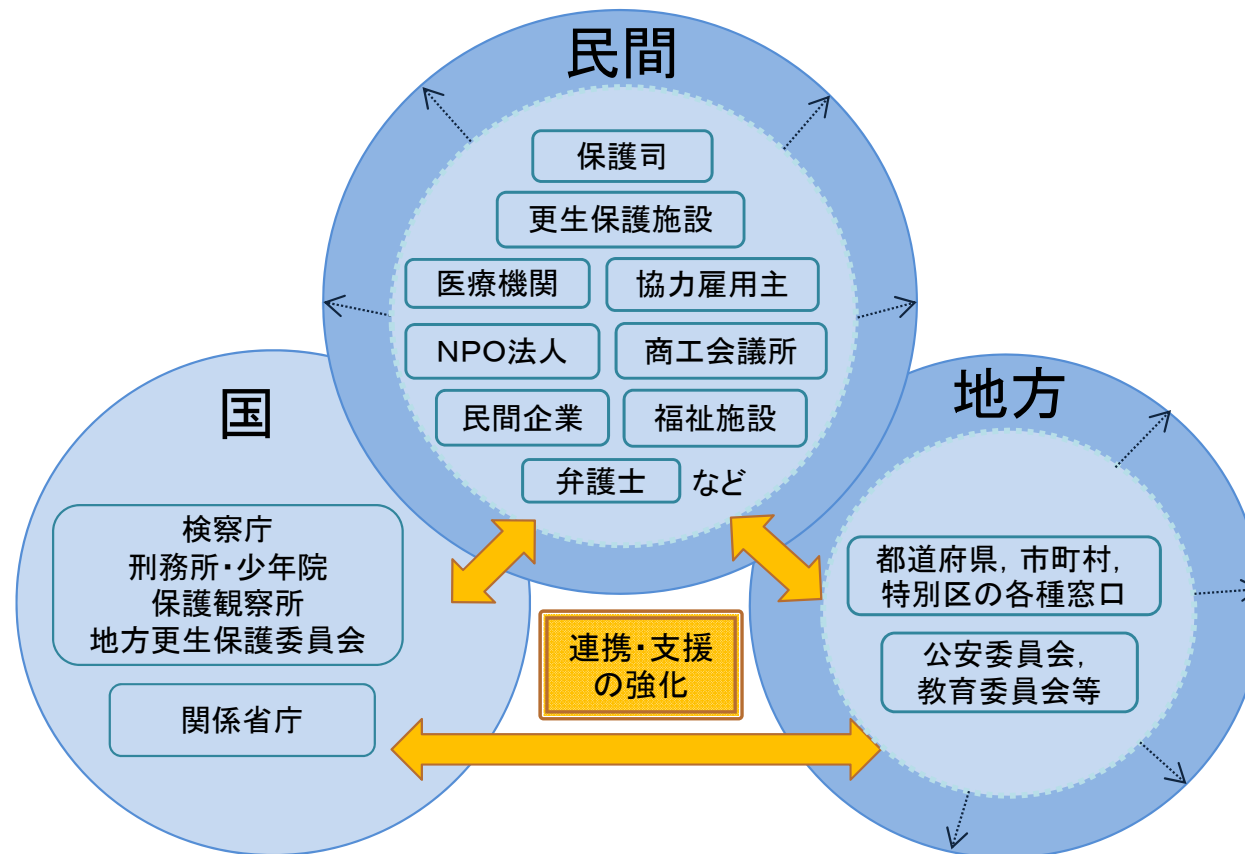 民間
保護司
更生保護施設
医療機関
協力雇用主
NPO法人
商工会議所
民間企業
福祉施設
弁護士 など
国
検察庁
刑務所・少年院
保護観察所
地方更生保護委員会
関係省庁
連携・支援
の強化
地方
都道府県，市町村，
特別区の各種窓口
公安委員会，
教育委員会等